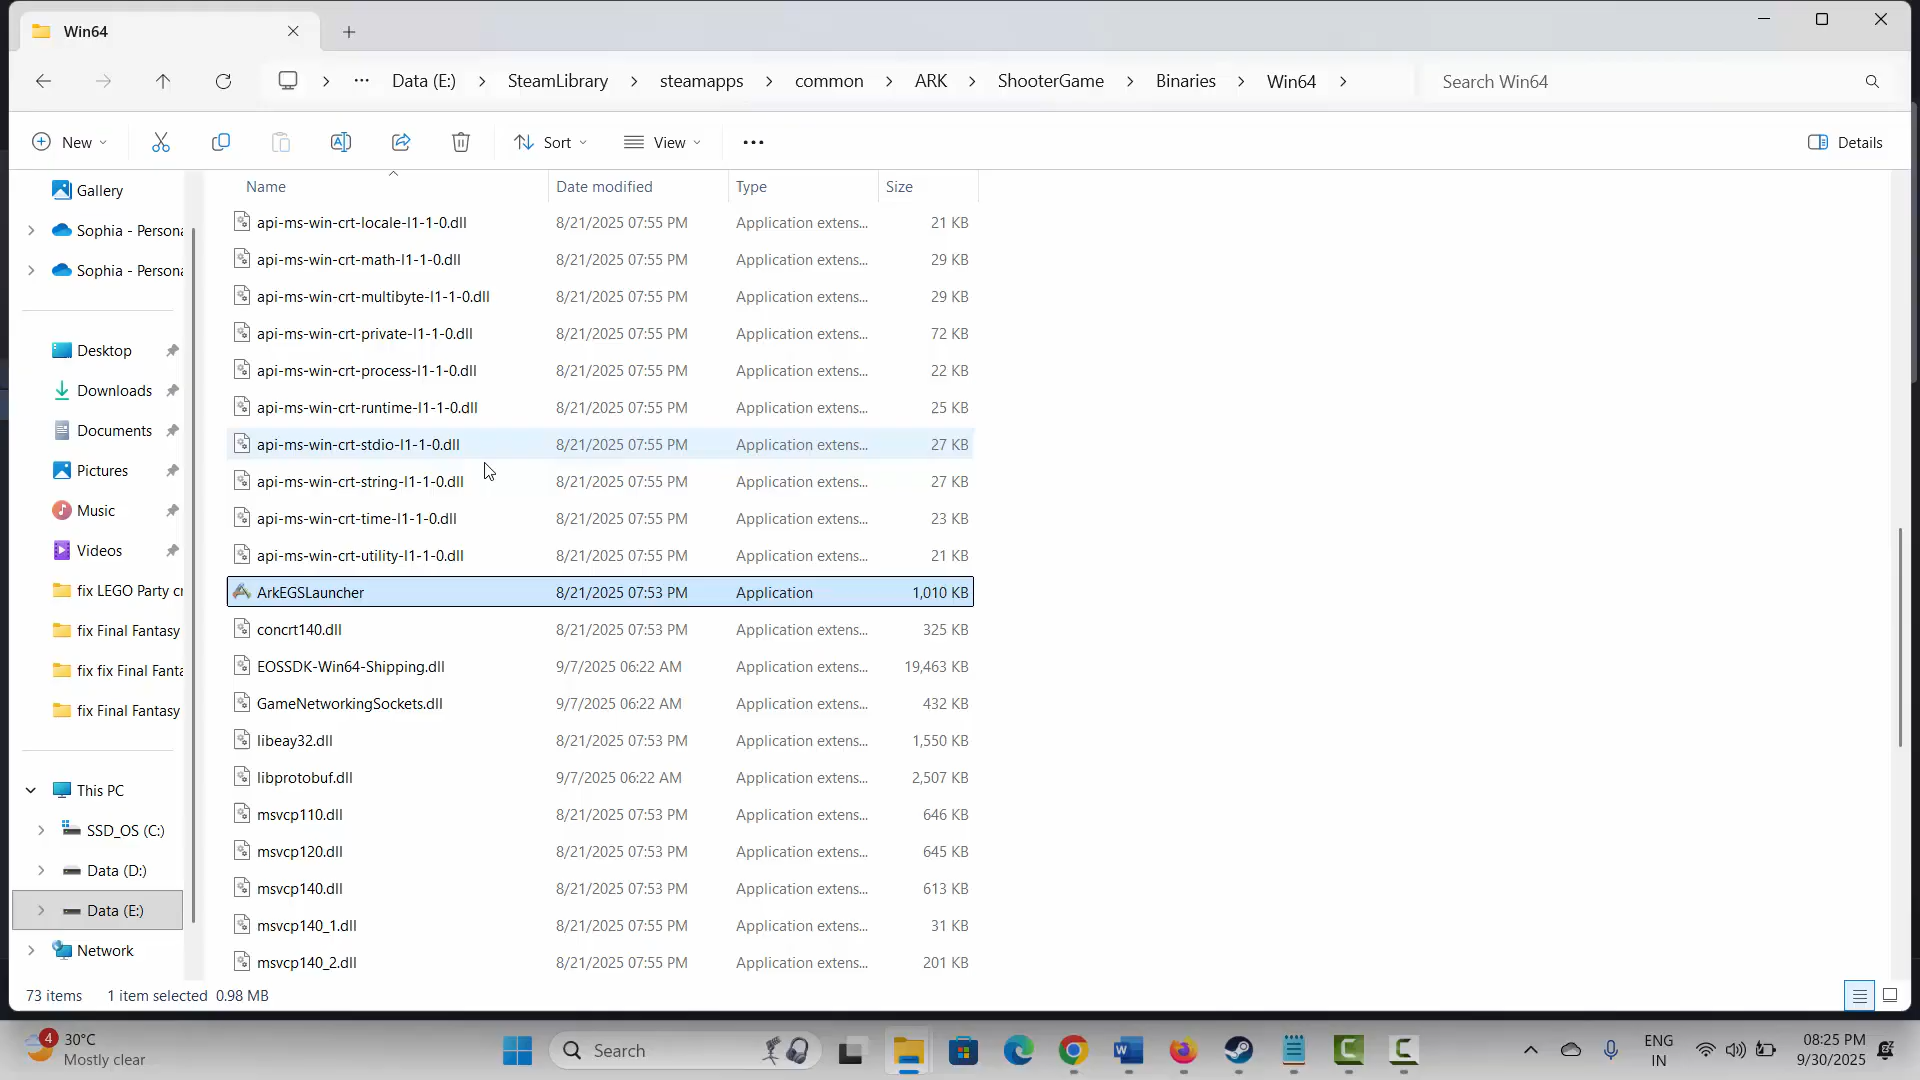 Win64
Data (E:)
SteamLibrary
steamapps
common
ARK
ShooterGame
Binaries
Win64
Search Win64
New
Sort
View
Details
Name
Date modified
Type
Size
Gallery
Sophia - Persona
Sophia - Persona
Desktop
Downloads
Documents
Pictures
Music
Videos
fix LEGO Party cr
fix Final Fantasy
fix fix Final Fanta
fix Final Fantasy
This PC
SSD_OS (C:)
Data (D:)
Data (E:)
Network
api-ms-win-crt-locale-l1-1-0.dll 8/21/2025 07:55 PM Application extens... 21 KB
api-ms-win-crt-math-l1-1-0.dll 8/21/2025 07:55 PM Application extens... 29 KB
api-ms-win-crt-multibyte-l1-1-0.dll 8/21/2025 07:55 PM Application extens... 29 KB
api-ms-win-crt-private-l1-1-0.dll 8/21/2025 07:55 PM Application extens... 72 KB
api-ms-win-crt-process-l1-1-0.dll 8/21/2025 07:55 PM Application extens... 22 KB
api-ms-win-crt-runtime-l1-1-0.dll 8/21/2025 07:55 PM Application extens... 25 KB
api-ms-win-crt-stdio-l1-1-0.dll 8/21/2025 07:55 PM Application extens... 27 KB
api-ms-win-crt-string-l1-1-0.dll 8/21/2025 07:55 PM Application extens... 27 KB
api-ms-win-crt-time-l1-1-0.dll 8/21/2025 07:55 PM Application extens... 23 KB
api-ms-win-crt-utility-l1-1-0.dll 8/21/2025 07:55 PM Application extens... 21 KB
ArkEGSLauncher 8/21/2025 07:53 PM Application 1,010 KB
concrt140.dll 8/21/2025 07:53 PM Application extens... 325 KB
EOSSDK-Win64-Shipping.dll 9/7/2025 06:22 AM Application extens... 19,463 KB
GameNetworkingSockets.dll 9/7/2025 06:22 AM Application extens... 432 KB
libeay32.dll 8/21/2025 07:53 PM Application extens... 1,550 KB
libprotobuf.dll 9/7/2025 06:22 AM Application extens... 2,507 KB
msvcp110.dll 8/21/2025 07:53 PM Application extens... 646 KB
msvcp120.dll 8/21/2025 07:53 PM Application extens... 645 KB
msvcp140.dll 8/21/2025 07:53 PM Application extens... 613 KB
msvcp140_1.dll 8/21/2025 07:55 PM Application extens... 31 KB
msvcp140_2.dll 8/21/2025 07:55 PM Application extens... 201 KB
73 items 1 item selected 0.98 MB
4
30°C
Mostly clear
Search
ENG
IN
08:25 PM
9/30/2025